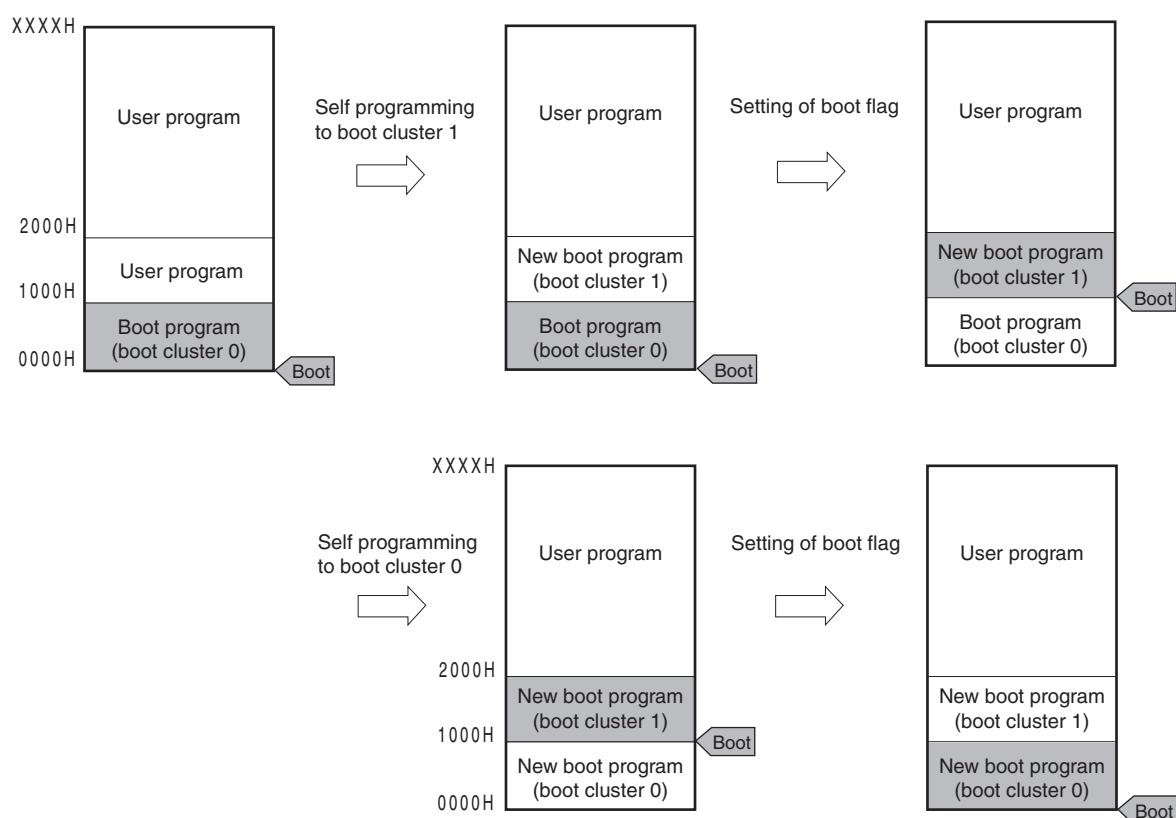 XXXXH
User program
2000H
User program
1000H
Boot program
(boot cluster 0)
0000H
Boot
Self programming
to boot cluster 1
User program
New boot program
(boot cluster 1)
Boot program
(boot cluster 0)
Boot
Setting of boot flag
User program
New boot program
(boot cluster 1)
Boot
Boot program
(boot cluster 0)
Self programming
to boot cluster 0
XXXXH
User program
2000H
New boot program
(boot cluster 1)
1000H
Boot
New boot program
(boot cluster 0)
0000H
Setting of boot flag
User program
New boot program
(boot cluster 1)
New boot program
(boot cluster 0)
Boot